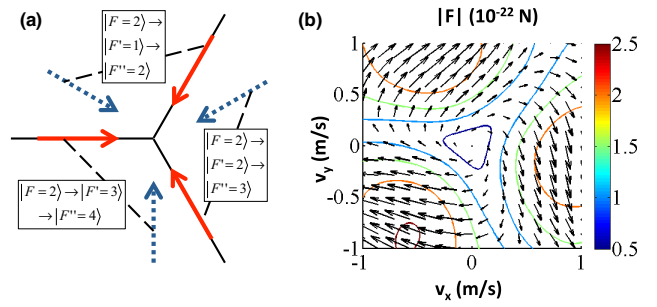 (a)
|F = 2⟩ →
|F' = 1⟩ →
|F'' = 2⟩
|F = 2⟩ →
|F' = 2⟩ →
|F'' = 3⟩
|F = 2⟩ → |F' = 3⟩
→ |F'' = 4⟩
(b)
|F| (10⁻²² N)
1
0.5
0
-0.5
-1
v_y (m/s)
-1
0
1
v_x (m/s)
2.5
2
1.5
1
0.5